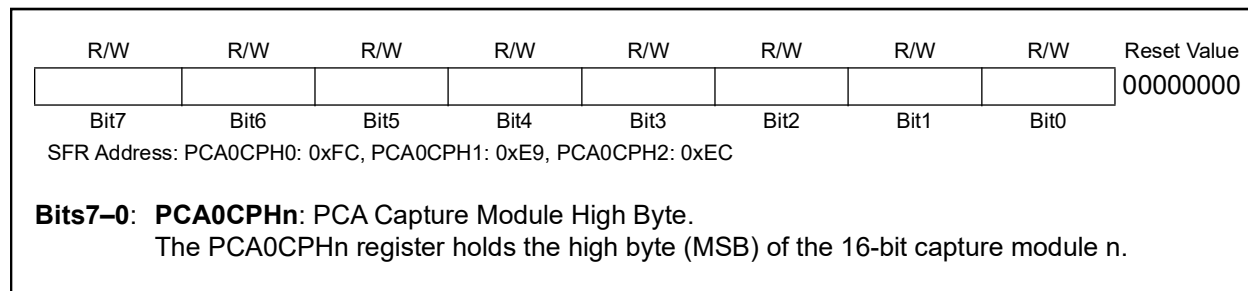 R/W R/W R/W R/W R/W R/W R/W R/W Reset Value
00000000
Bit7 Bit6 Bit5 Bit4 Bit3 Bit2 Bit1 Bit0
SFR Address: PCA0CPH0: 0xFC, PCA0CPH1: 0xE9, PCA0CPH2: 0xEC
Bits7–0: PCA0CPHn: PCA Capture Module High Byte.
The PCA0CPHn register holds the high byte (MSB) of the 16-bit capture module n.